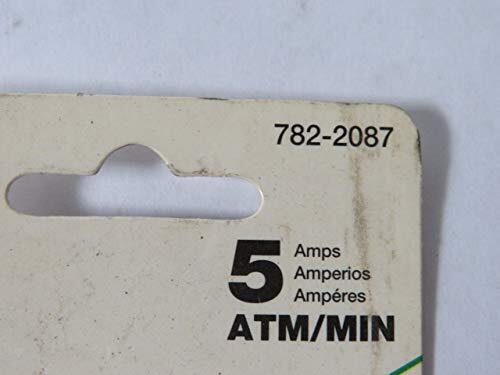 782-2087
5 Amps
Amperios
Ampéres
ATM/MIN